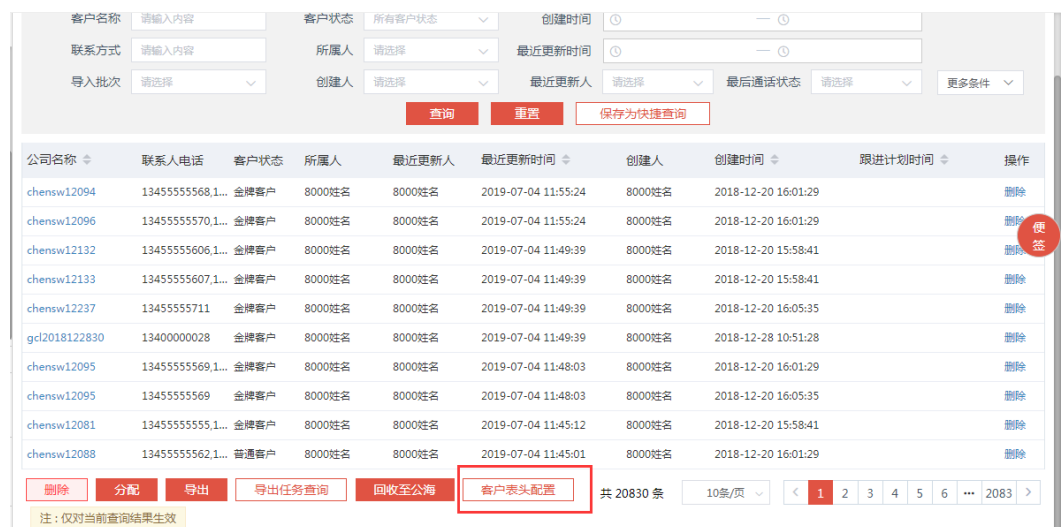 客户名称 请输入内容 客户状态 所有客户状态 创建时间 —
联系方式 请输入内容 所属人 请选择 最近更新时间 —
导入批次 请选择 创建人 请选择 最近更新人 请选择 最后通话状态 请选择 更多条件
查询 重置 保存为快捷查询
公司名称 联系人电话 客户状态 所属人 最近更新人 最近更新时间 创建人 创建时间 跟进计划时间 操作
chensw12094 13455555568,1... 金牌客户 8000姓名 8000姓名 2019-07-04 11:55:24 8000姓名 2018-12-20 16:01:29 删除
chensw12096 13455555570,1... 金牌客户 8000姓名 8000姓名 2019-07-04 11:55:24 8000姓名 2018-12-20 16:01:29 删除
便签
chensw12132 13455555606,1... 金牌客户 8000姓名 8000姓名 2019-07-04 11:49:39 8000姓名 2018-12-20 15:58:41 删除
chensw12133 13455555607,1... 金牌客户 8000姓名 8000姓名 2019-07-04 11:49:39 8000姓名 2018-12-20 15:58:41 删除
chensw12237 13455555711 金牌客户 8000姓名 8000姓名 2019-07-04 11:49:39 8000姓名 2018-12-20 16:05:35 删除
gcl2018122830 13400000028 金牌客户 8000姓名 8000姓名 2019-07-04 11:49:39 8000姓名 2018-12-28 10:51:28 删除
chensw12095 13455555569,1... 金牌客户 8000姓名 8000姓名 2019-07-04 11:48:03 8000姓名 2018-12-20 16:01:29 删除
chensw12095 13455555569 金牌客户 8000姓名 8000姓名 2019-07-04 11:48:03 8000姓名 2018-12-20 16:05:35 删除
chensw12081 13455555555,1... 金牌客户 8000姓名 8000姓名 2019-07-04 11:45:12 8000姓名 2018-12-20 15:58:41 删除
chensw12088 13455555562,1... 普通客户 8000姓名 8000姓名 2019-07-04 11:45:01 8000姓名 2018-12-20 16:01:29 删除
删除 分配 导出 导出任务查询 回收至公海 客户表头配置 共 20830 条 10条/页 < 1 2 3 4 5 6 ••• 2083 >
注：仅对当前查询结果生效